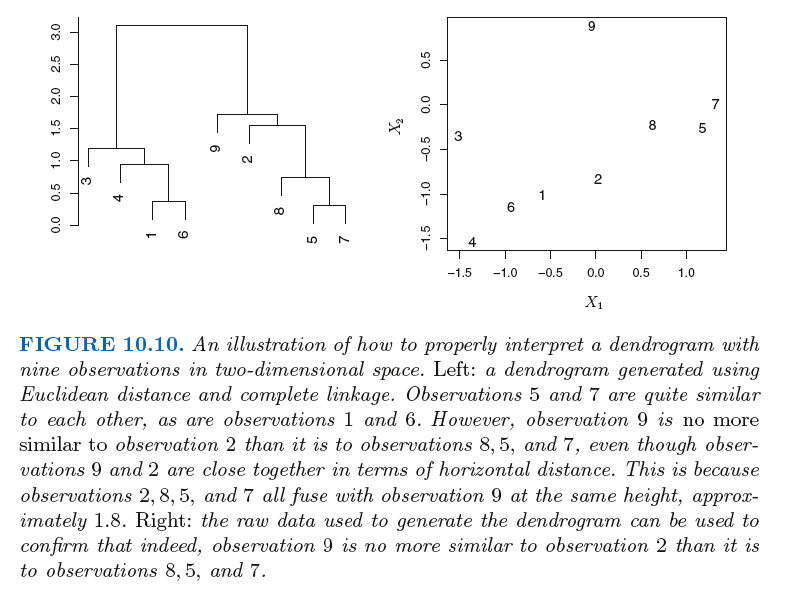 3.0
2.5
2.0
1.5
1.0
0.5
0.0
3
4
1
6
9
2
8
5
7
X2
0.5
0.0
−0.5
−1.0
−1.5
9
7
8
5
3
2
1
6
4
−1.5 −1.0 −0.5 0.0 0.5 1.0
X1
FIGURE 10.10. An illustration of how to properly interpret a dendrogram with
nine observations in two-dimensional space. Left: a dendrogram generated using
Euclidean distance and complete linkage. Observations 5 and 7 are quite similar
to each other, as are observations 1 and 6. However, observation 9 is no more
similar to observation 2 than it is to observations 8, 5, and 7, even though obser-
vations 9 and 2 are close together in terms of horizontal distance. This is because
observations 2, 8, 5, and 7 all fuse with observation 9 at the same height, approx-
imately 1.8. Right: the raw data used to generate the dendrogram can be used to
confirm that indeed, observation 9 is no more similar to observation 2 than it is
to observations 8, 5, and 7.